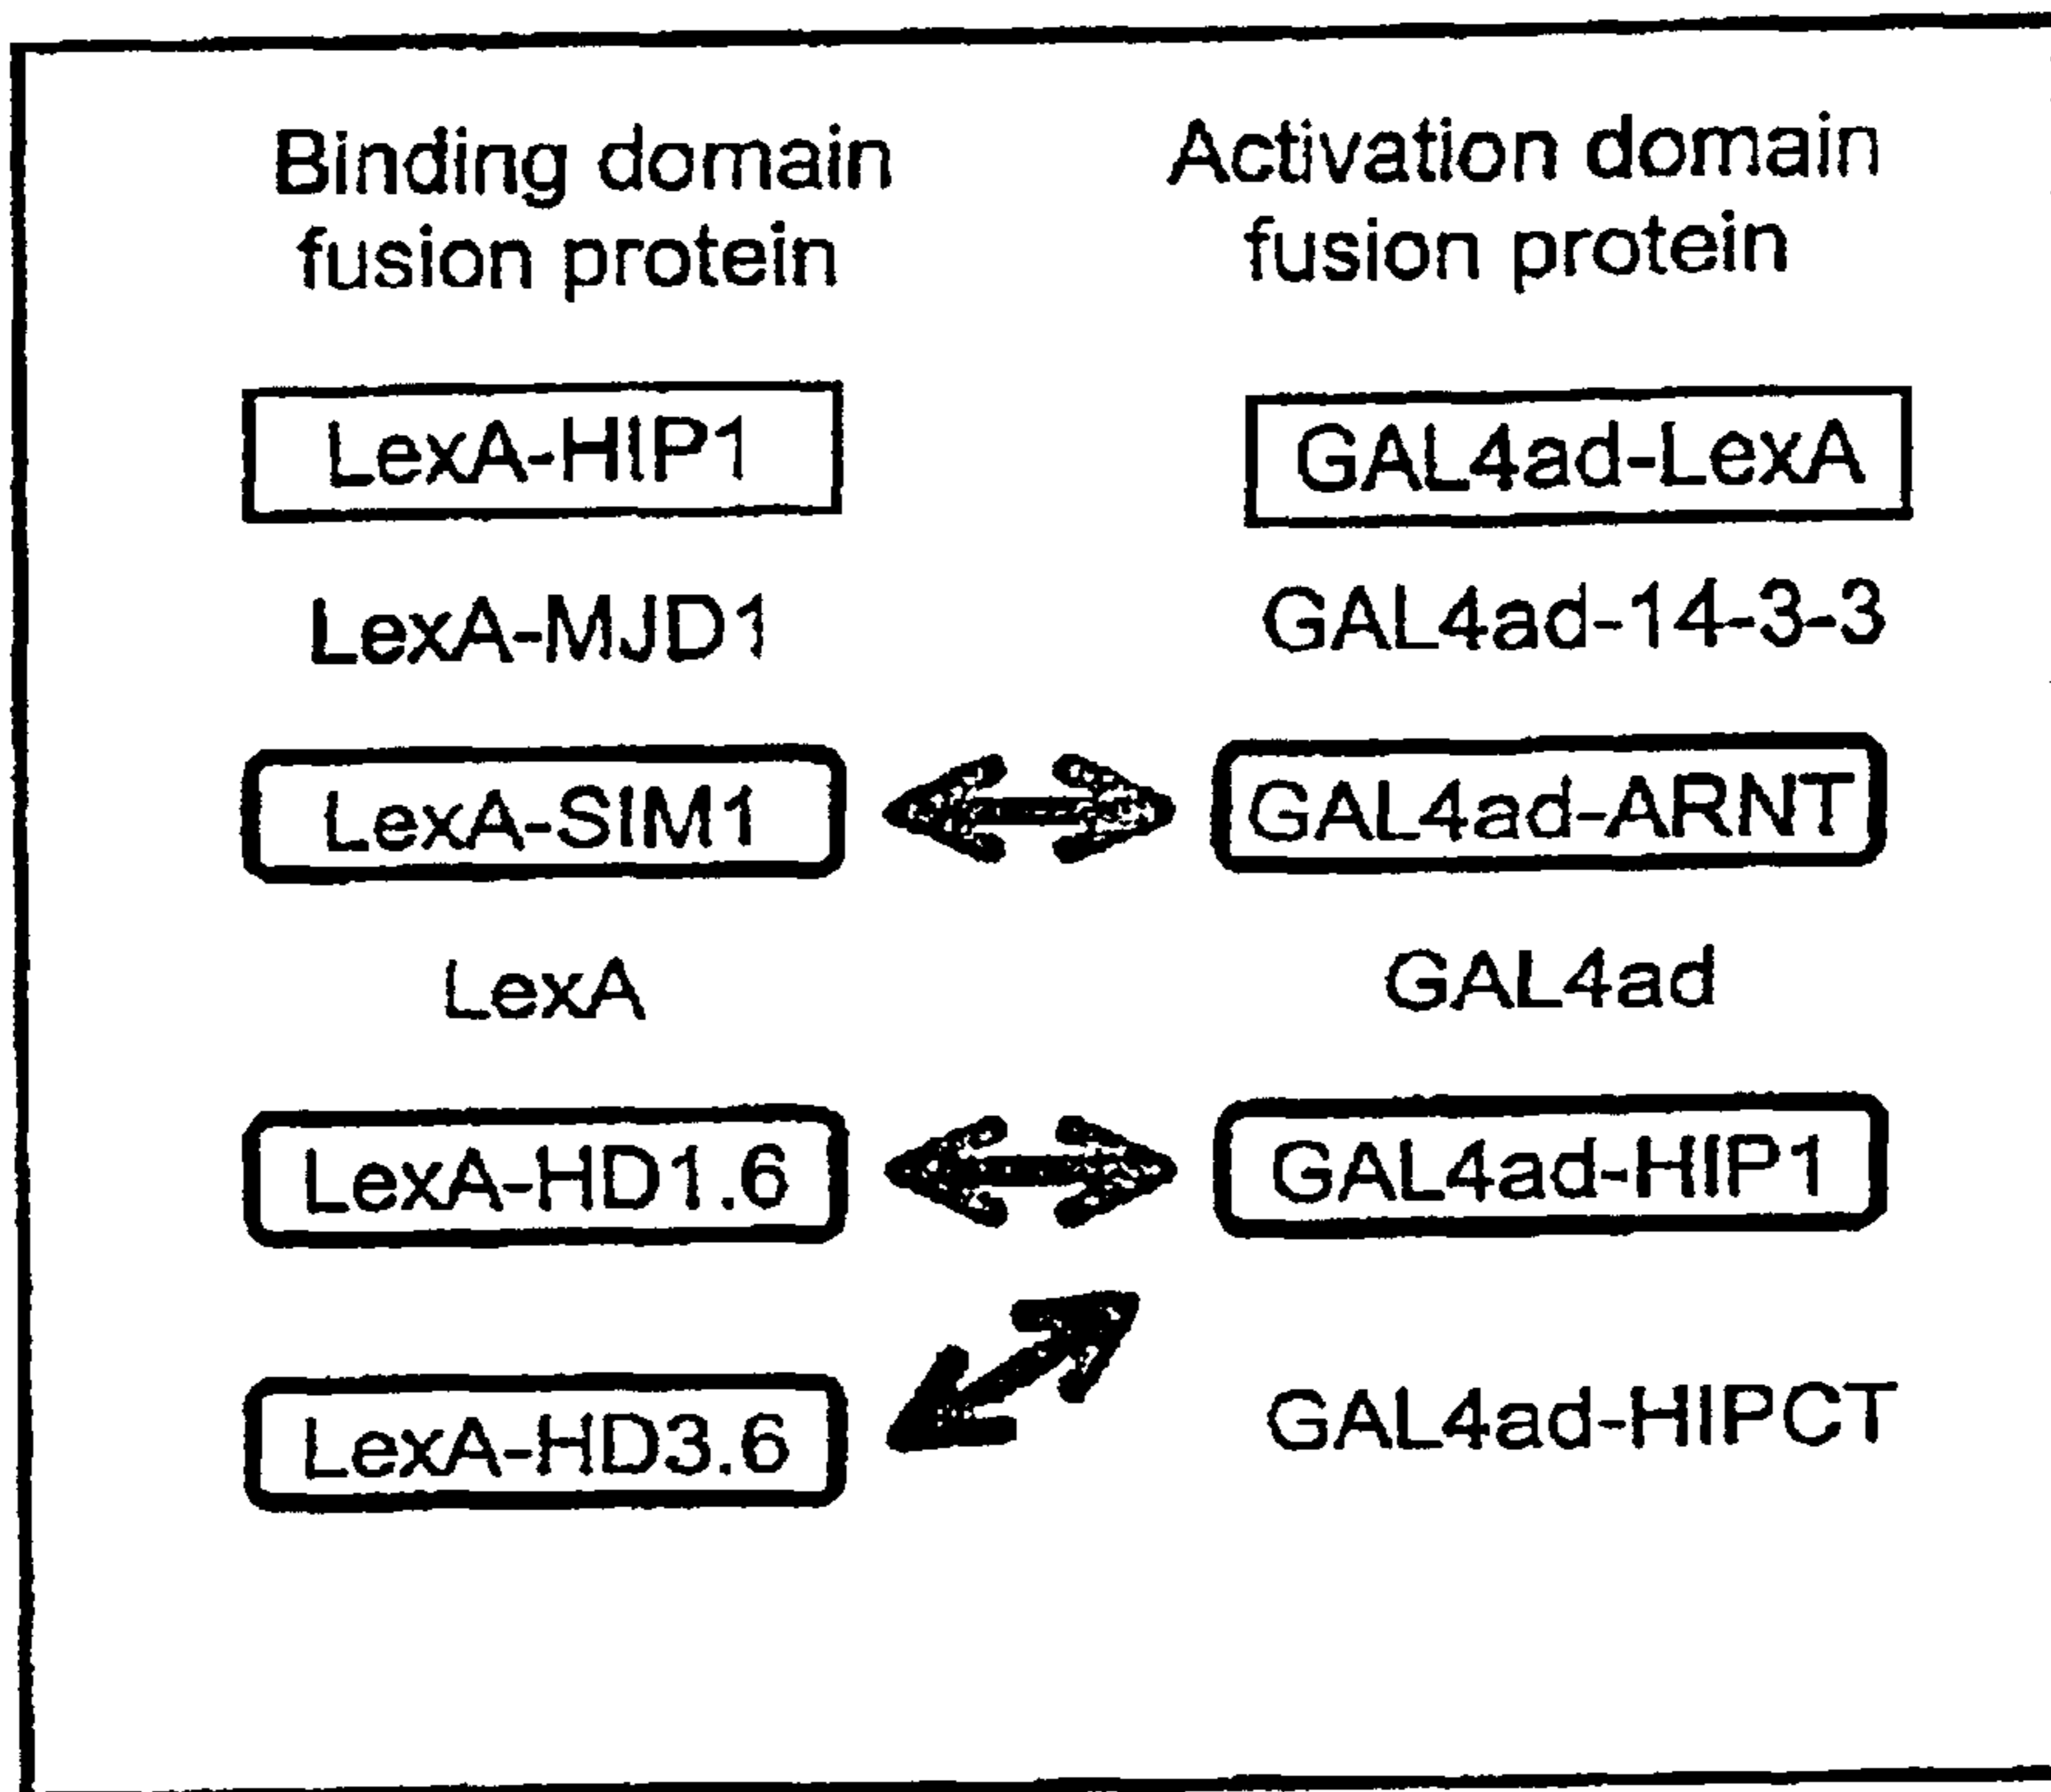 Binding domain
fusion protein
Activation domain
fusion protein
LexA-HIP1
GAL4ad-LexA
LexA-MJD1
GAL4ad-14-3-3
LexA-SIM1
GAL4ad-ARNT
LexA
GAL4ad
LexA-HD1.6
GAL4ad-HIP1
LexA-HD3.6
GAL4ad-HIPCT